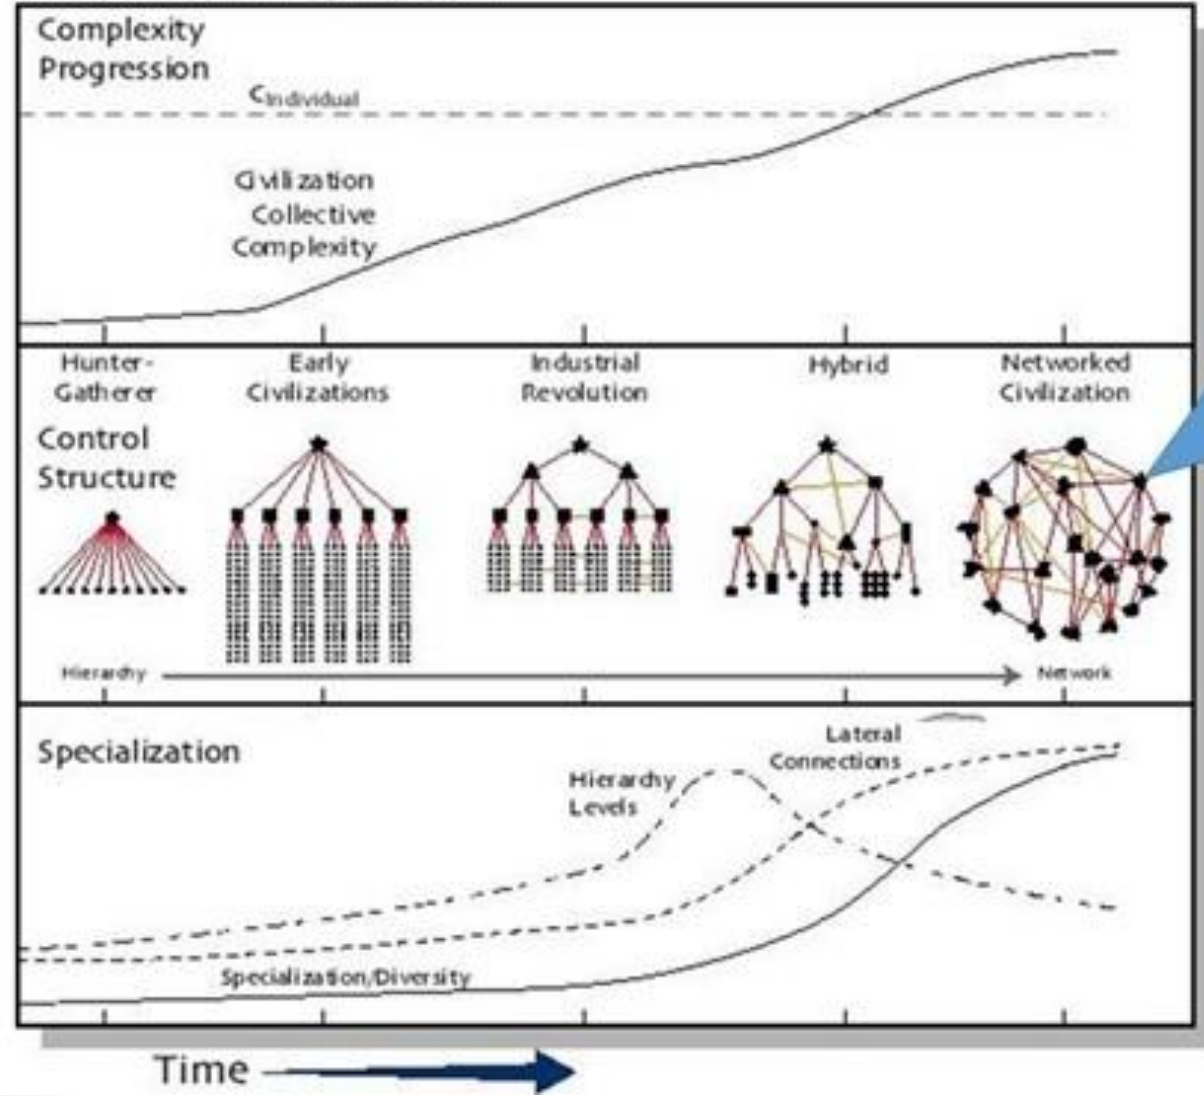 Complexity
Progression
CIndividual
Civilization
Collective
Complexity
Hunter-
Gatherer
Early
Civilizations
Industrial
Revolution
Hybrid
Networked
Civilization
Control
Structure
Hierarchy
Network
Specialization
Hierarchy
Levels
Lateral
Connections
Specialization/Diversity
Time